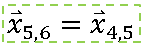 x⃗₅,₆ = x⃗₄,₅